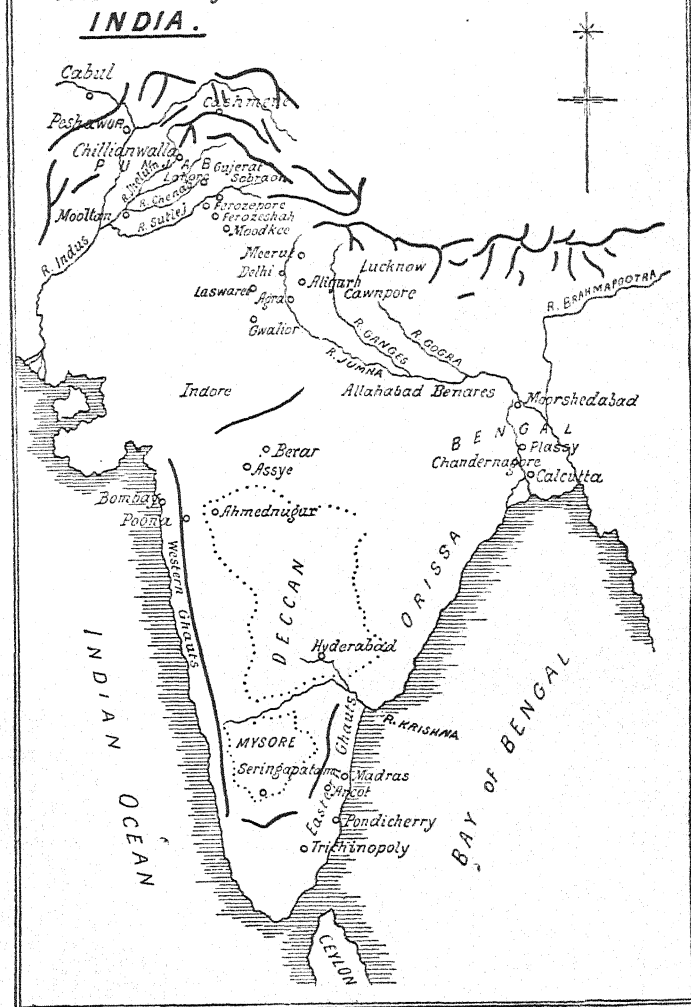 INDIA.
Cabul
Cashmere
Peshawur
Chillianwalla
PUNJAB
Gujerat
R. Jhelum
Lahore
Sobraon
R. Chenab
Mooltan
R. Sutlej
Ferozepore
Ferozeshah
Moodkee
R. Indus
Meerut
Delhi
Lucknow
Aligarh
Laswaree
Agra
Cawnpore
Gwalior
R. GANGES
R. GOGRA
R. JUMNA
R. BRAHMAPOOTRA
Indore
Allahabad Benares
Moorshedabad
BENGAL
Plassy
Chandernagore
Calcutta
Berar
Assye
Bombay
Poona
Ahmednugur
Western Ghauts
DECCAN
ORISSA
Hyderabad
INDIAN OCEAN
R. KRISHNA
MYSORE
Seringapatam
Eastern Ghauts
Madras
Arcot
Pondicherry
Trichinopoly
BAY OF BENGAL
CEYLON